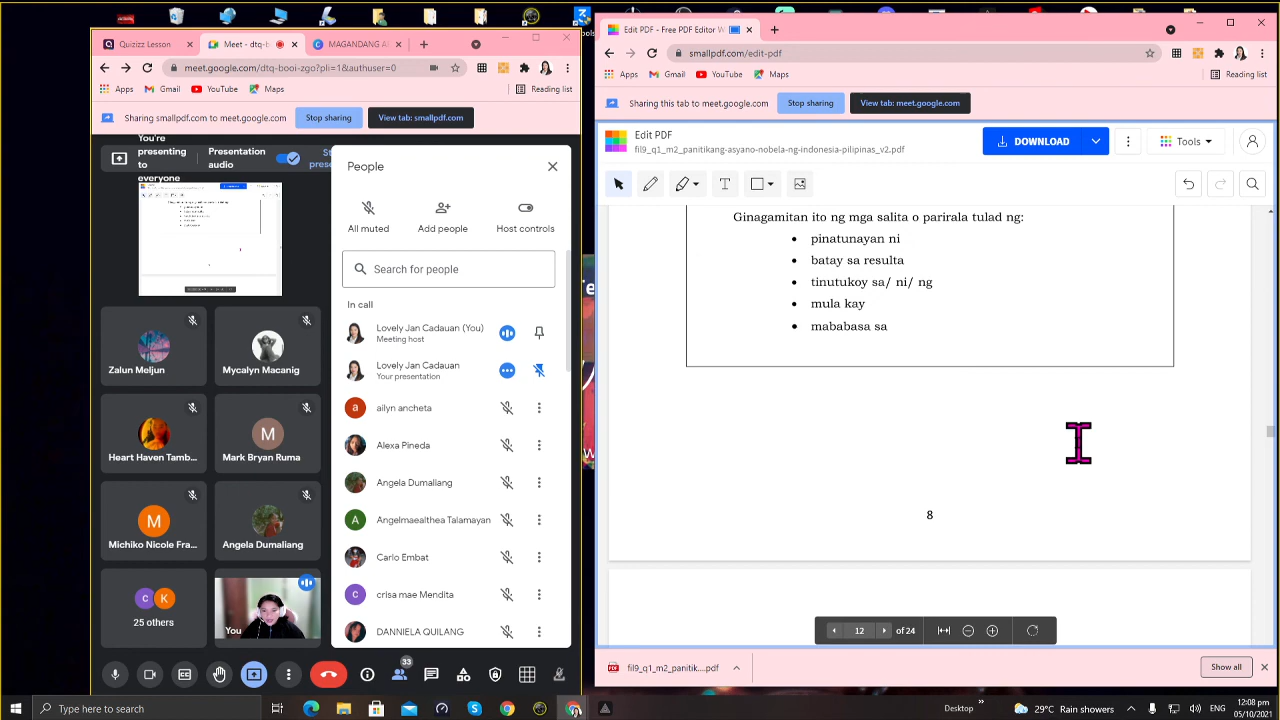 Quizizz Lesson
Meet - dtq-b
MAGANDANG A
meet.google.com/dtq-booi-zgo?pli=1&authuser=0
Apps
Gmail
YouTube
Maps
Reading list
Sharing smallpdf.com to meet.google.com
Stop sharing
View tab: smallpdf.com
You're
presenting
to
everyone
Presentation
audio
People
All muted
Add people
Host controls
Search for people
In call
Lovely Jan Cadauan (You)
Meeting host
Lovely Jan Cadauan
Your presentation
ailyn ancheta
Alexa Pineda
Angela Dumaliang
Angelmaealthea Talamayan
Carlo Embat
crisa mae Mendita
DANNIELA QUILANG
Zalun Meljun
Mycalyn Macanig
Heart Haven Tamb...
M
Mark Bryan Ruma
M
Michiko Nicole Fra...
Angela Dumaliang
c K
25 others
You
33
Edit PDF - Free PDF Editor W
smallpdf.com/edit-pdf
Apps
Gmail
YouTube
Maps
Reading list
Sharing this tab to meet.google.com
Stop sharing
View tab: meet.google.com
Edit PDF
fil9_q1_m2_panitikang-asyano-nobela-ng-indonesia-pilipinas_v2.pdf
DOWNLOAD
Tools
Ginagamitan ito ng mga salita o parirala tulad ng:
• pinatunayan ni
• batay sa resulta
• tinutukoy sa/ ni/ ng
• mula kay
• mababasa sa
8
12 of 24
fil9_q1_m2_panitik....pdf
Show all
Type here to search
Desktop
29°C Rain showers
ENG
12:08 pm
05/10/2021